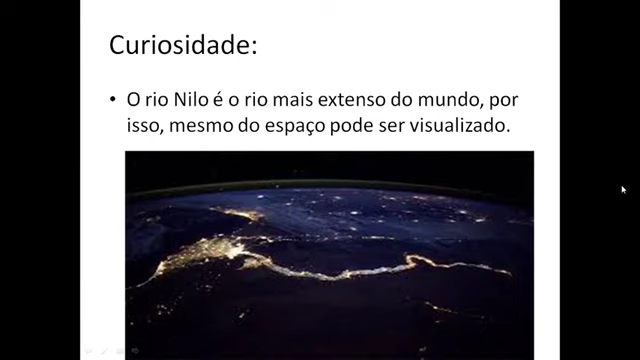 Curiosidade:
• O rio Nilo é o rio mais extenso do mundo, por
isso, mesmo do espaço pode ser visualizado.